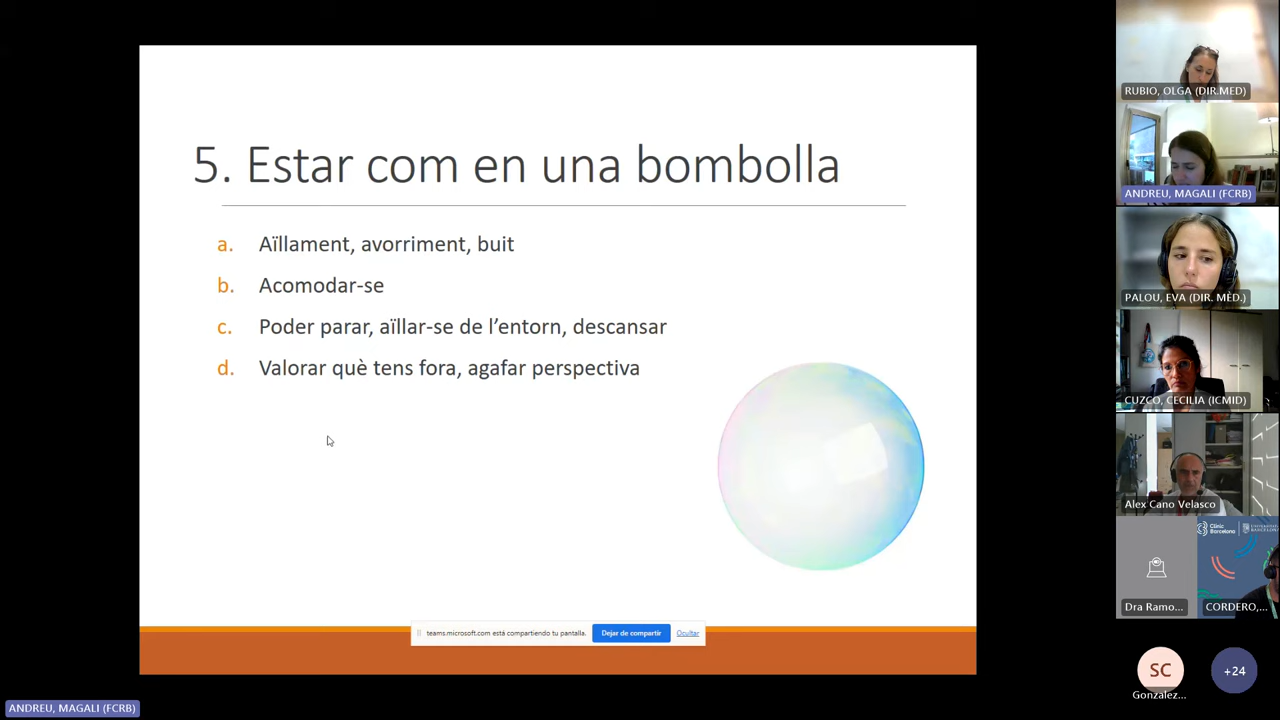 5. Estar com en una bombolla
a. Aïllament, avorriment, buit
b. Acomodar-se
c. Poder parar, aïllar-se de l’entorn, descansar
d. Valorar què tens fora, agafar perspectiva
teams.microsoft.com está compartiendo tu pantalla.
Dejar de compartir
Ocultar
RUBIO, OLGA (DIR.MED)
ANDREU, MAGALI (FCRB)
PALOU, EVA (DIR. MÈD.)
CUZCO, CECILIA (ICMID)
Alex Cano Velasco
Clínic
Barcelona
Dra Ramo...
CORDERO,...
SC
Gonzalez...
+24
ANDREU, MAGALI (FCRB)